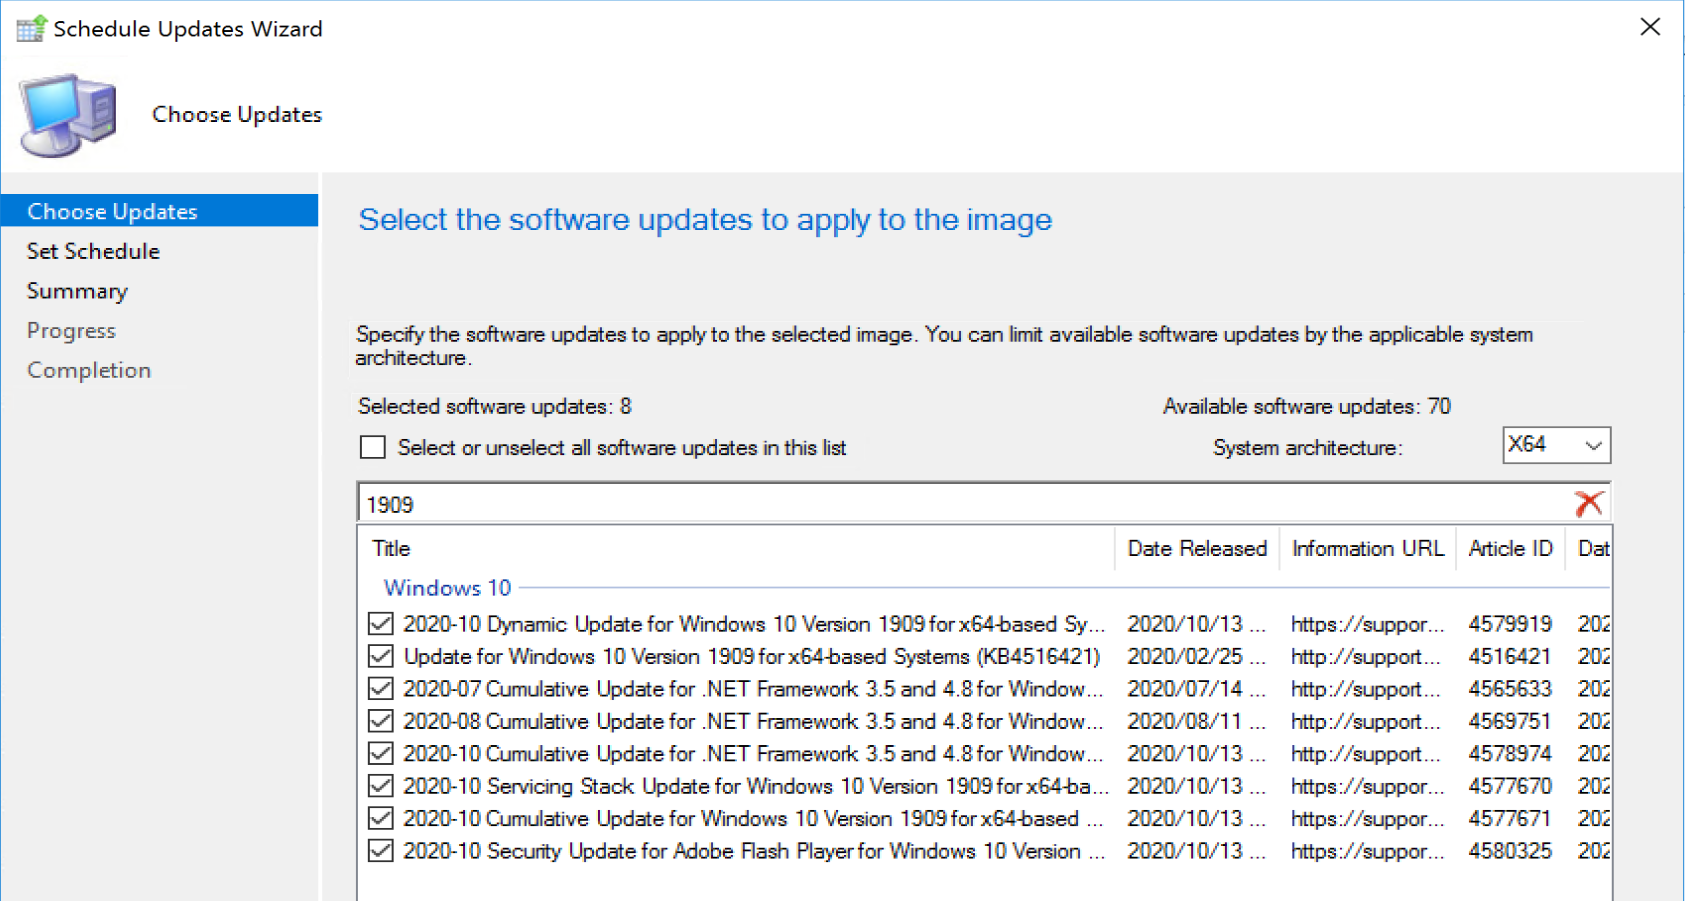 Schedule Updates Wizard
Choose Updates
Choose Updates
Set Schedule
Summary
Progress
Completion
Select the software updates to apply to the image
Specify the software updates to apply to the selected image. You can limit available software updates by the applicable system
architecture.
Selected software updates: 8 Available software updates: 70
Select or unselect all software updates in this list System architecture: X64
1909
Title Date Released Information URL Article ID Dat
Windows 10
2020-10 Dynamic Update for Windows 10 Version 1909 for x64-based Sy... 2020/10/13 ... https://suppor... 4579919 202
Update for Windows 10 Version 1909 for x64-based Systems (KB4516421) 2020/02/25 ... http://support... 4516421 202
2020-07 Cumulative Update for .NET Framework 3.5 and 4.8 for Window... 2020/07/14 ... http://support... 4565633 202
2020-08 Cumulative Update for .NET Framework 3.5 and 4.8 for Window... 2020/08/11 ... http://support... 4569751 202
2020-10 Cumulative Update for .NET Framework 3.5 and 4.8 for Window... 2020/10/13 ... http://support... 4578974 202
2020-10 Servicing Stack Update for Windows 10 Version 1909 for x64-ba... 2020/10/13 ... https://suppor... 4577670 202
2020-10 Cumulative Update for Windows 10 Version 1909 for x64-based ... 2020/10/13 ... https://suppor... 4577671 202
2020-10 Security Update for Adobe Flash Player for Windows 10 Version ... 2020/10/13 ... https://suppor... 4580325 202